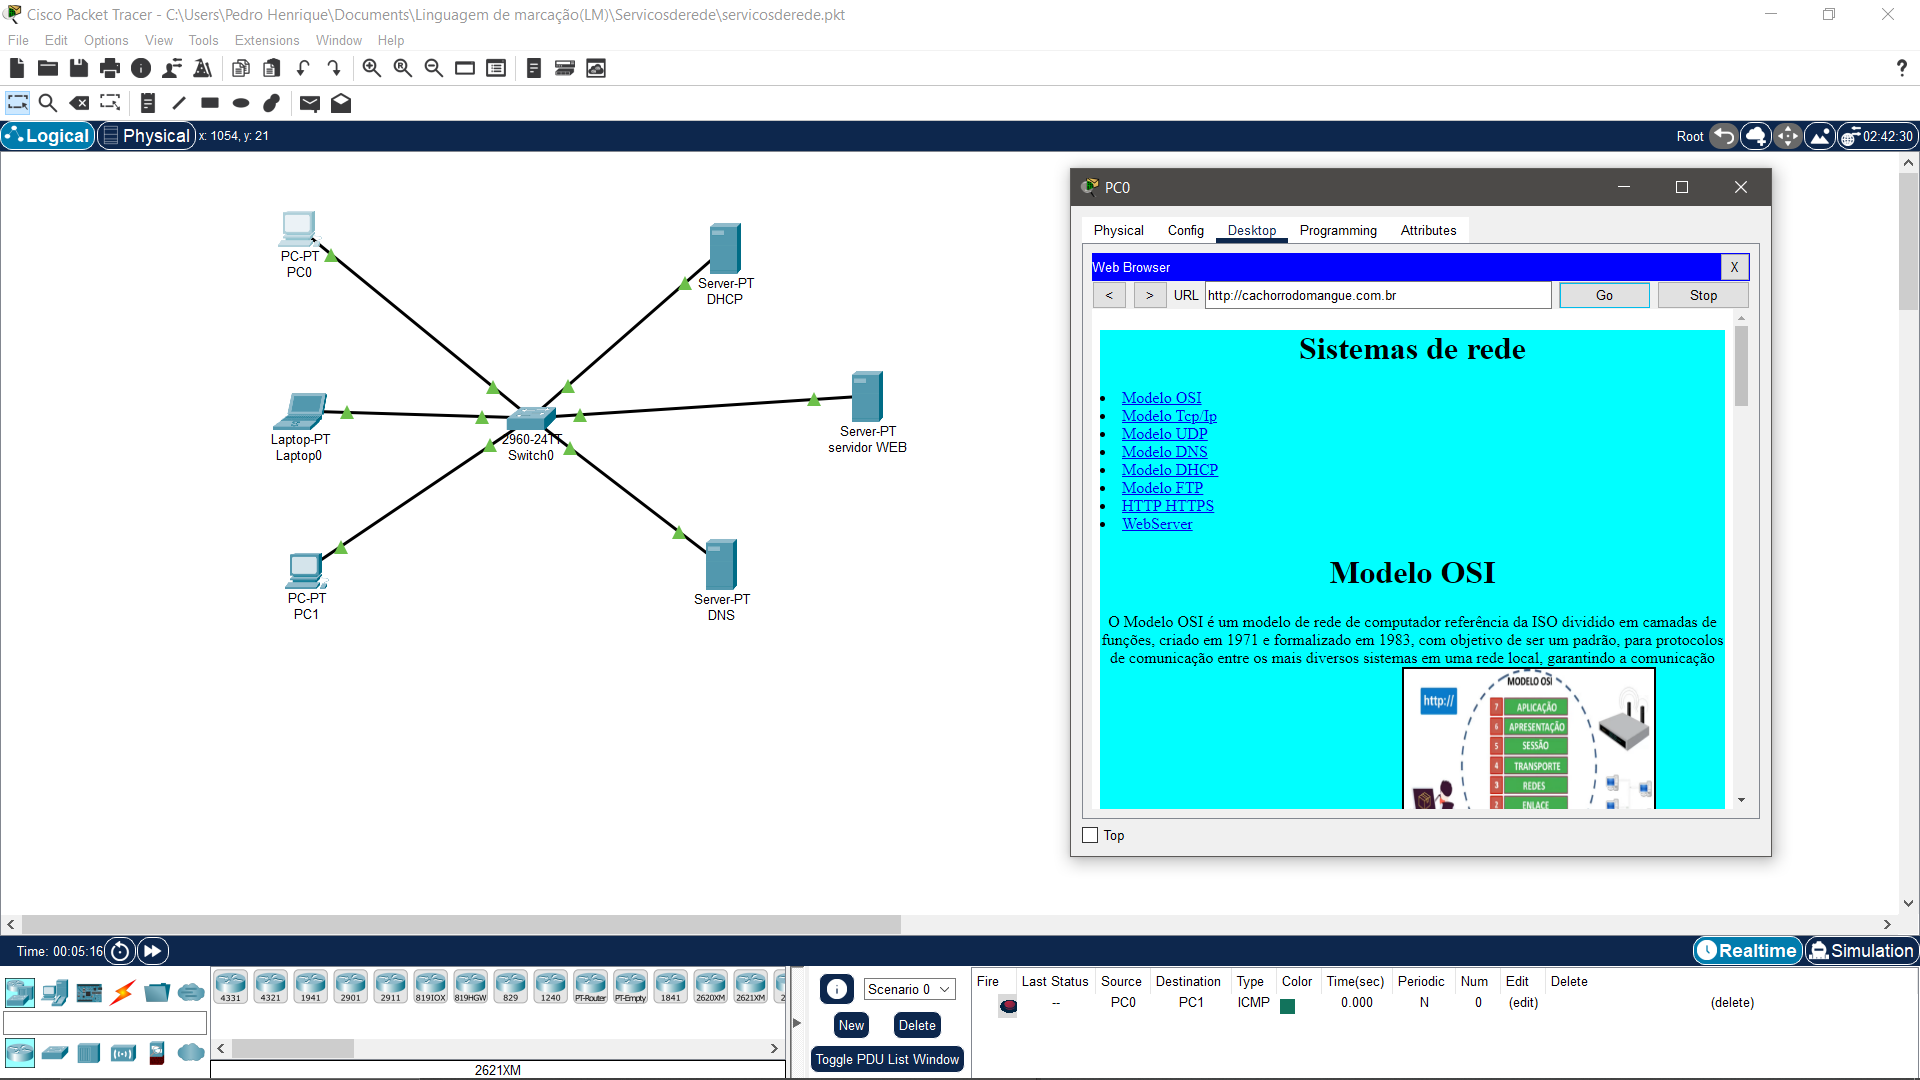 Cisco Packet Tracer - C:\Users\Pedro Henrique\Documents\Linguagem de marcação(LM)\Servicosderede\servicosderede.pkt
File Edit Options View Tools Extensions Window Help
?
Logical Physical x: 1054, y: 21 Root 02:42:30
PC-PT
PC0
Server-PT
DHCP
Laptop-PT
Laptop0
2960-24TT
Switch0
Server-PT
servidor WEB
PC-PT
PC1
Server-PT
DNS
PC0
Physical Config Desktop Programming Attributes
Web Browser X
< > URL http://cachorrodomangue.com.br Go Stop
Sistemas de rede
Modelo OSI
Modelo Tcp/Ip
Modelo UDP
Modelo DNS
Modelo DHCP
Modelo FTP
HTTP HTTPS
WebServer
Modelo OSI
O Modelo OSI é um modelo de rede de computador referência da ISO dividido em camadas de
funções, criado em 1971 e formalizado em 1983, com objetivo de ser um padrão, para protocolos
de comunicação entre os mais diversos sistemas em uma rede local, garantindo a comunicação
MODELO OSI
http://
7 APLICAÇÃO
6 APRESENTAÇÃO
5 SESSÃO
4 TRANSPORTE
3 REDES
2 ENLACE
Top
Time: 00:05:16 Realtime Simulation
4331 4321 1941 2901 2911 819IOX 819HGW 829 1240 PT-Router PT-Empty 1841 2620XM 2621XM 2
2621XM
Scenario 0
New Delete
Toggle PDU List Window
Fire Last Status Source Destination Type Color Time(sec) Periodic Num Edit Delete
-- PC0 PC1 ICMP 0.000 N 0 (edit) (delete)